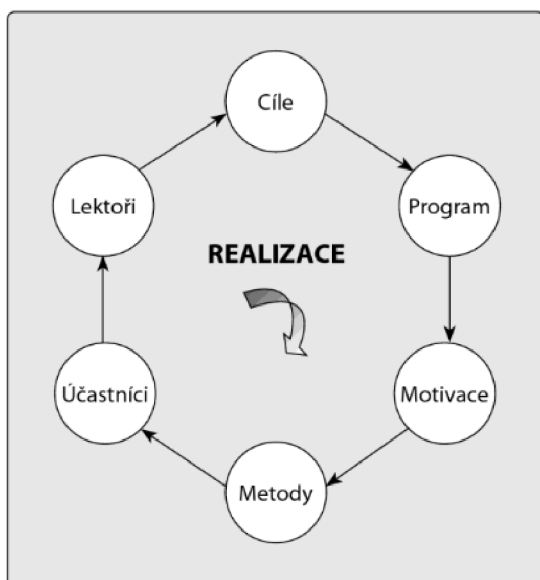 Cíle
Lektoři
Program
REALIZACE
Účastníci
Motivace
Metody